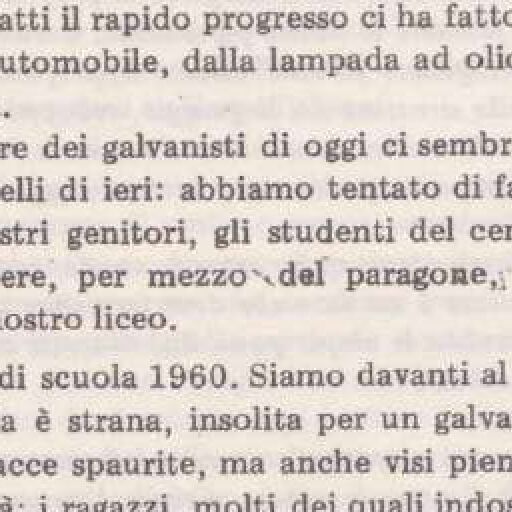 atti il rapido progresso ci ha fatto
utomobile, dalla lampada ad olio
.
re dei galvanisti di oggi ci sembr
elli di ieri: abbiamo tentato di fa
stri genitori, gli studenti del cen
ere, per mezzo del paragone,
nostro liceo.
di scuola 1960. Siamo davanti al
a è strana, insolita per un galva
acce spaurite, ma anche visi pien
à: i ragazzi, molti dei quali indos